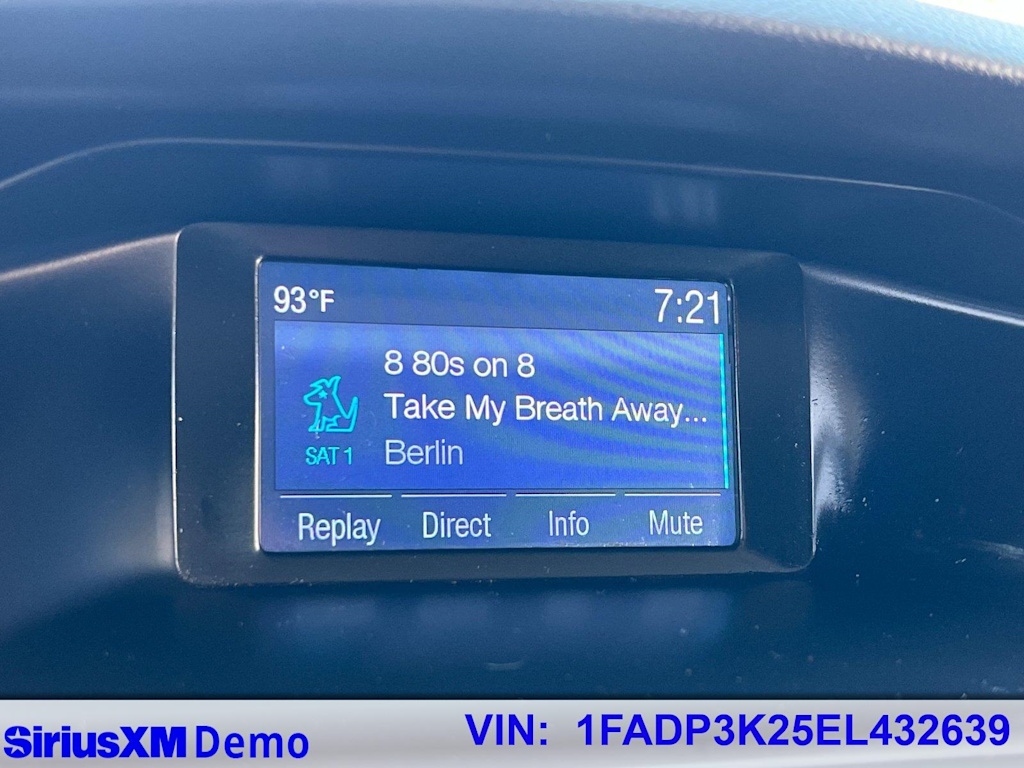 93°F 7:21
8 80s on 8
Take My Breath Away...
SAT 1 Berlin
Replay Direct Info Mute
SiriusXM Demo VIN: 1FADP3K25EL432639